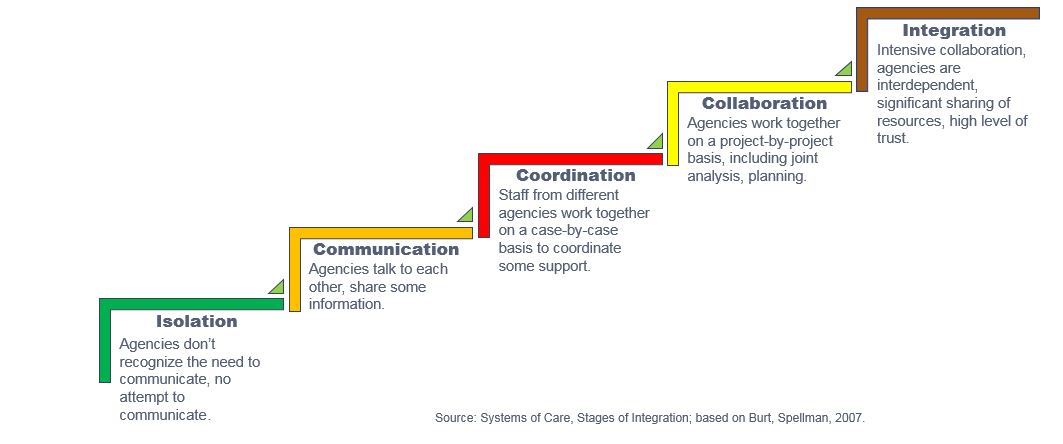 Integration
Intensive collaboration,
agencies are
interdependent,
significant sharing of
resources, high level of
trust.
Collaboration
Agencies work together
on a project-by-project
basis, including joint
analysis, planning.
Coordination
Staff from different
agencies work together
on a case-by-case
basis to coordinate
some support.
Communication
Agencies talk to each
other, share some
information.
Isolation
Agencies don’t
recognize the need to
communicate, no
attempt to
communicate.
Source: Systems of Care, Stages of Integration; based on Burt, Spellman, 2007.